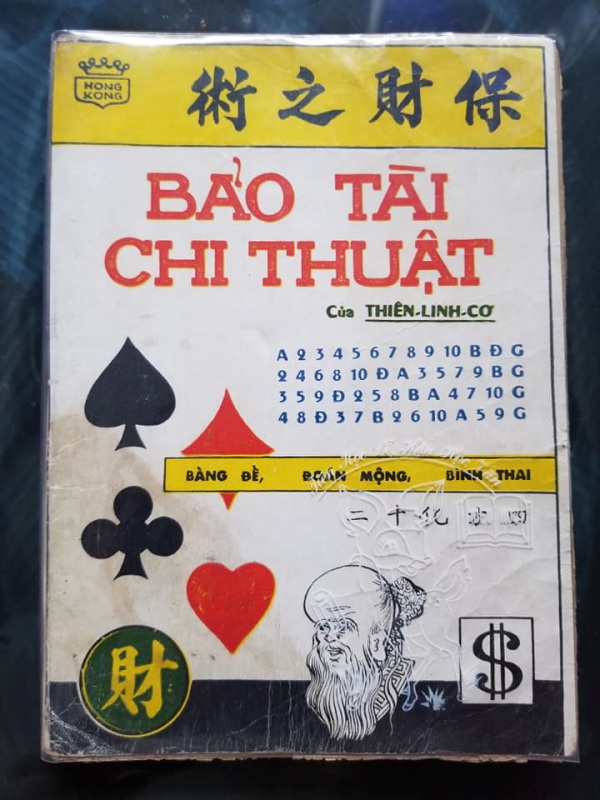 HONG
KONG
術之財保
BẢO TÀI
CHI THUẬT
Của THIÊN-LINH-CƠ
A 2 3 4 5 6 7 8 9 10 B Đ G
2 4 6 8 10 Đ A 3 5 7 9 B G
3 5 9 Đ 2 5 8 B A 4 7 10 G
4 8 Đ 3 7 B 2 6 10 A 5 9 G
BÀNG ĐỀ, ĐOÁN MỘNG, BÌNH THAI
二十
財
$